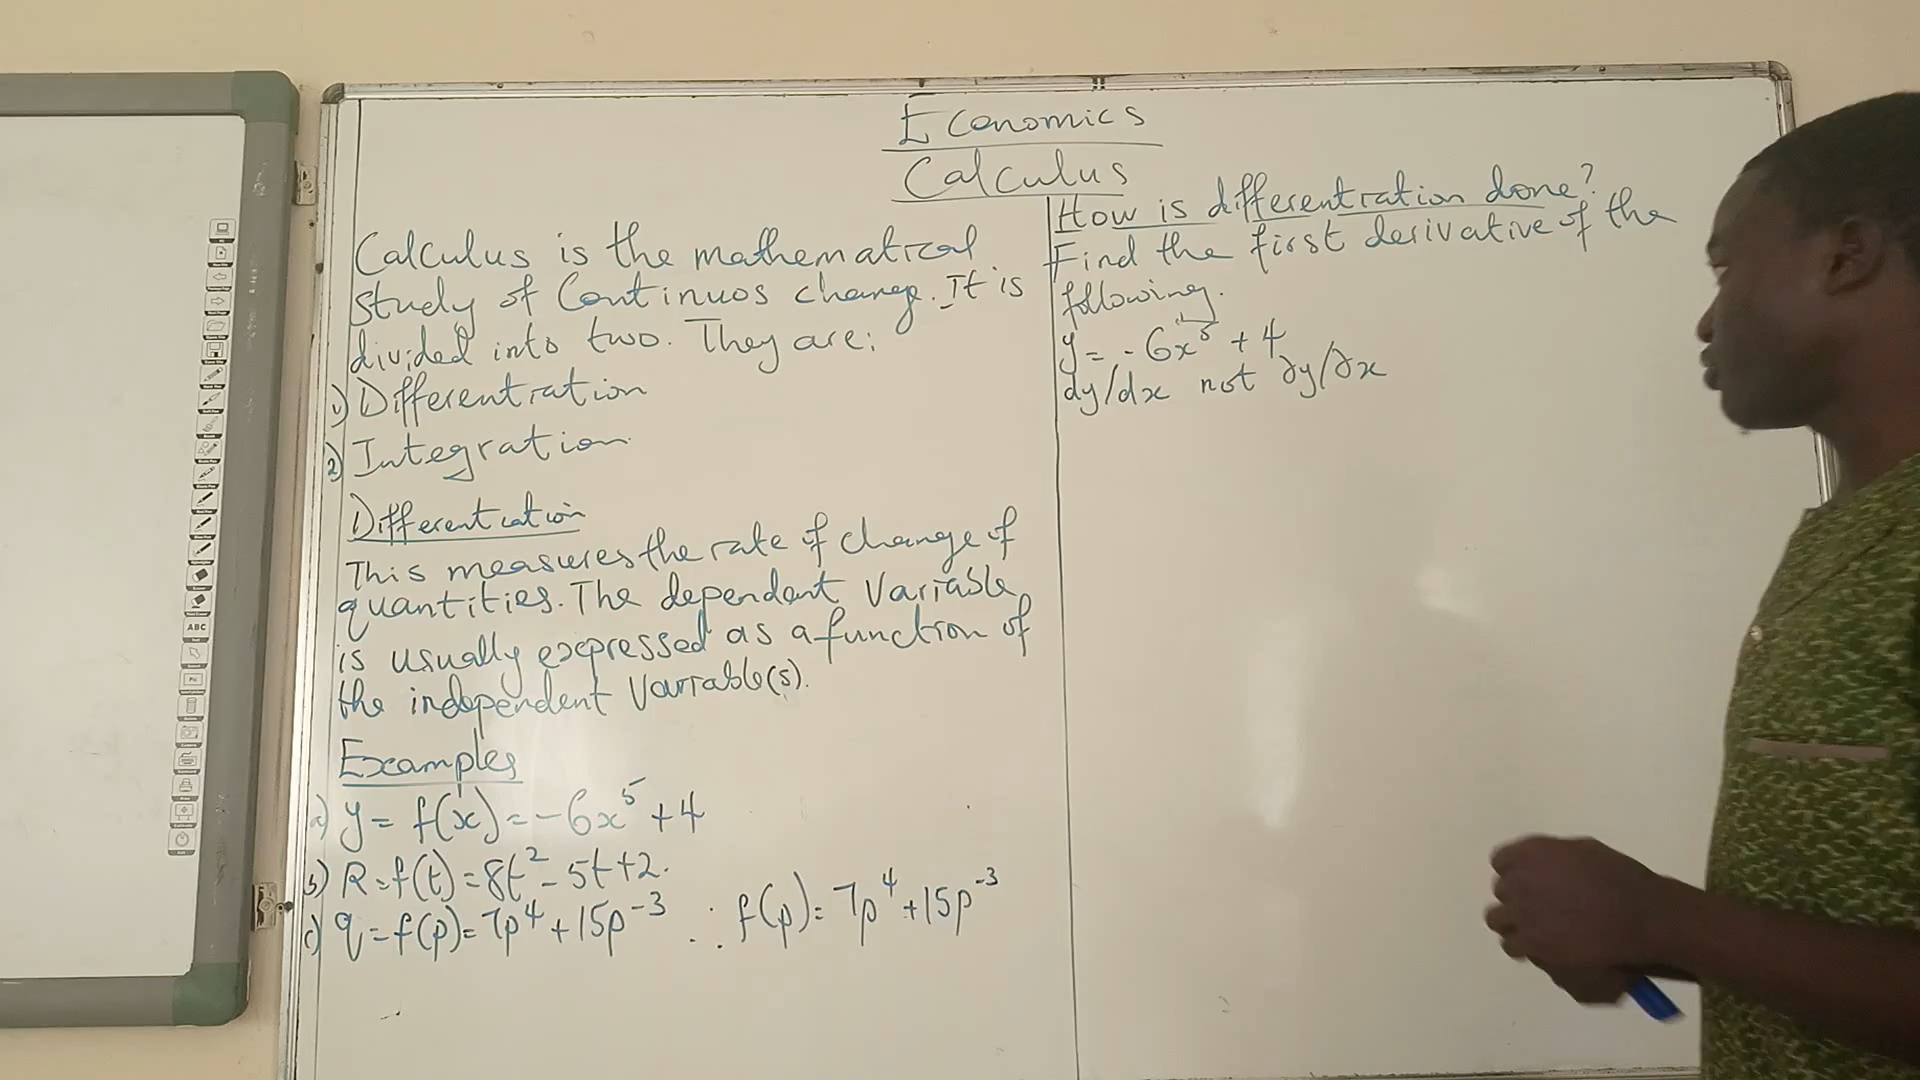 Economics
Calculus
Calculus is the mathematical
study of Continuos change. It is
divided into two. They are:
1) Differentiation
2) Integration
Differentiation
This measures the rate of change of
quantities. The dependent Variable
is usually expressed as a function of
the independent Variable(s).
Examples
a) y = f(x) = -6x⁵ + 4
b) R = f(t) = 8t² - 5t + 2.
c) q = f(p) = 7p⁴ + 15p⁻³ ∴ f(p) = 7p⁴ + 15p⁻³
How is differentiation done?
Find the first derivative of the
following.
y = -6x⁵ + 4
dy/dx not ∂y/∂x
ABC